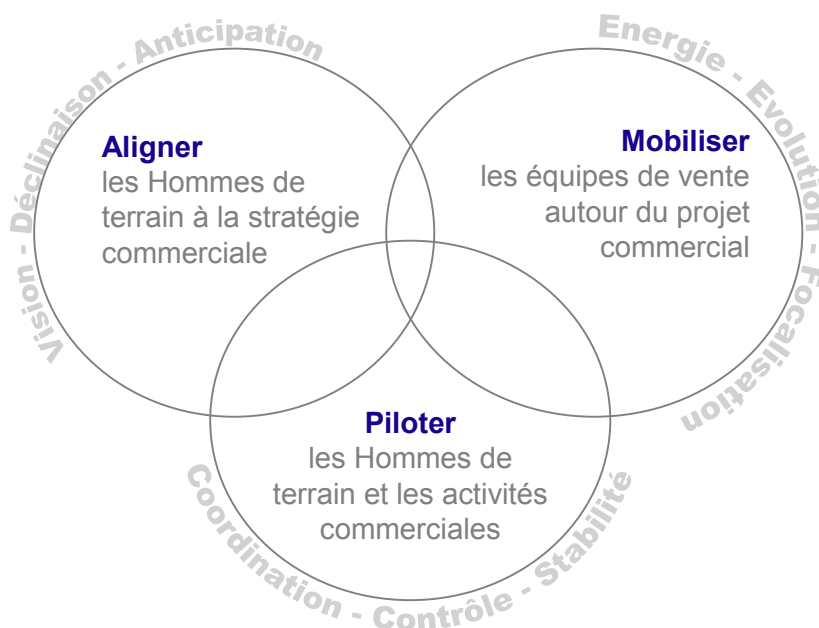 Vision - Déclinaison - Anticipation
Aligner
les Hommes de
terrain à la stratégie
commerciale
Energie - Evolution - Focalisation
Mobiliser
les équipes de vente
autour du projet
commercial
Piloter
les Hommes de
terrain et les activités
commerciales
Coordination - Contrôle - Stabilité